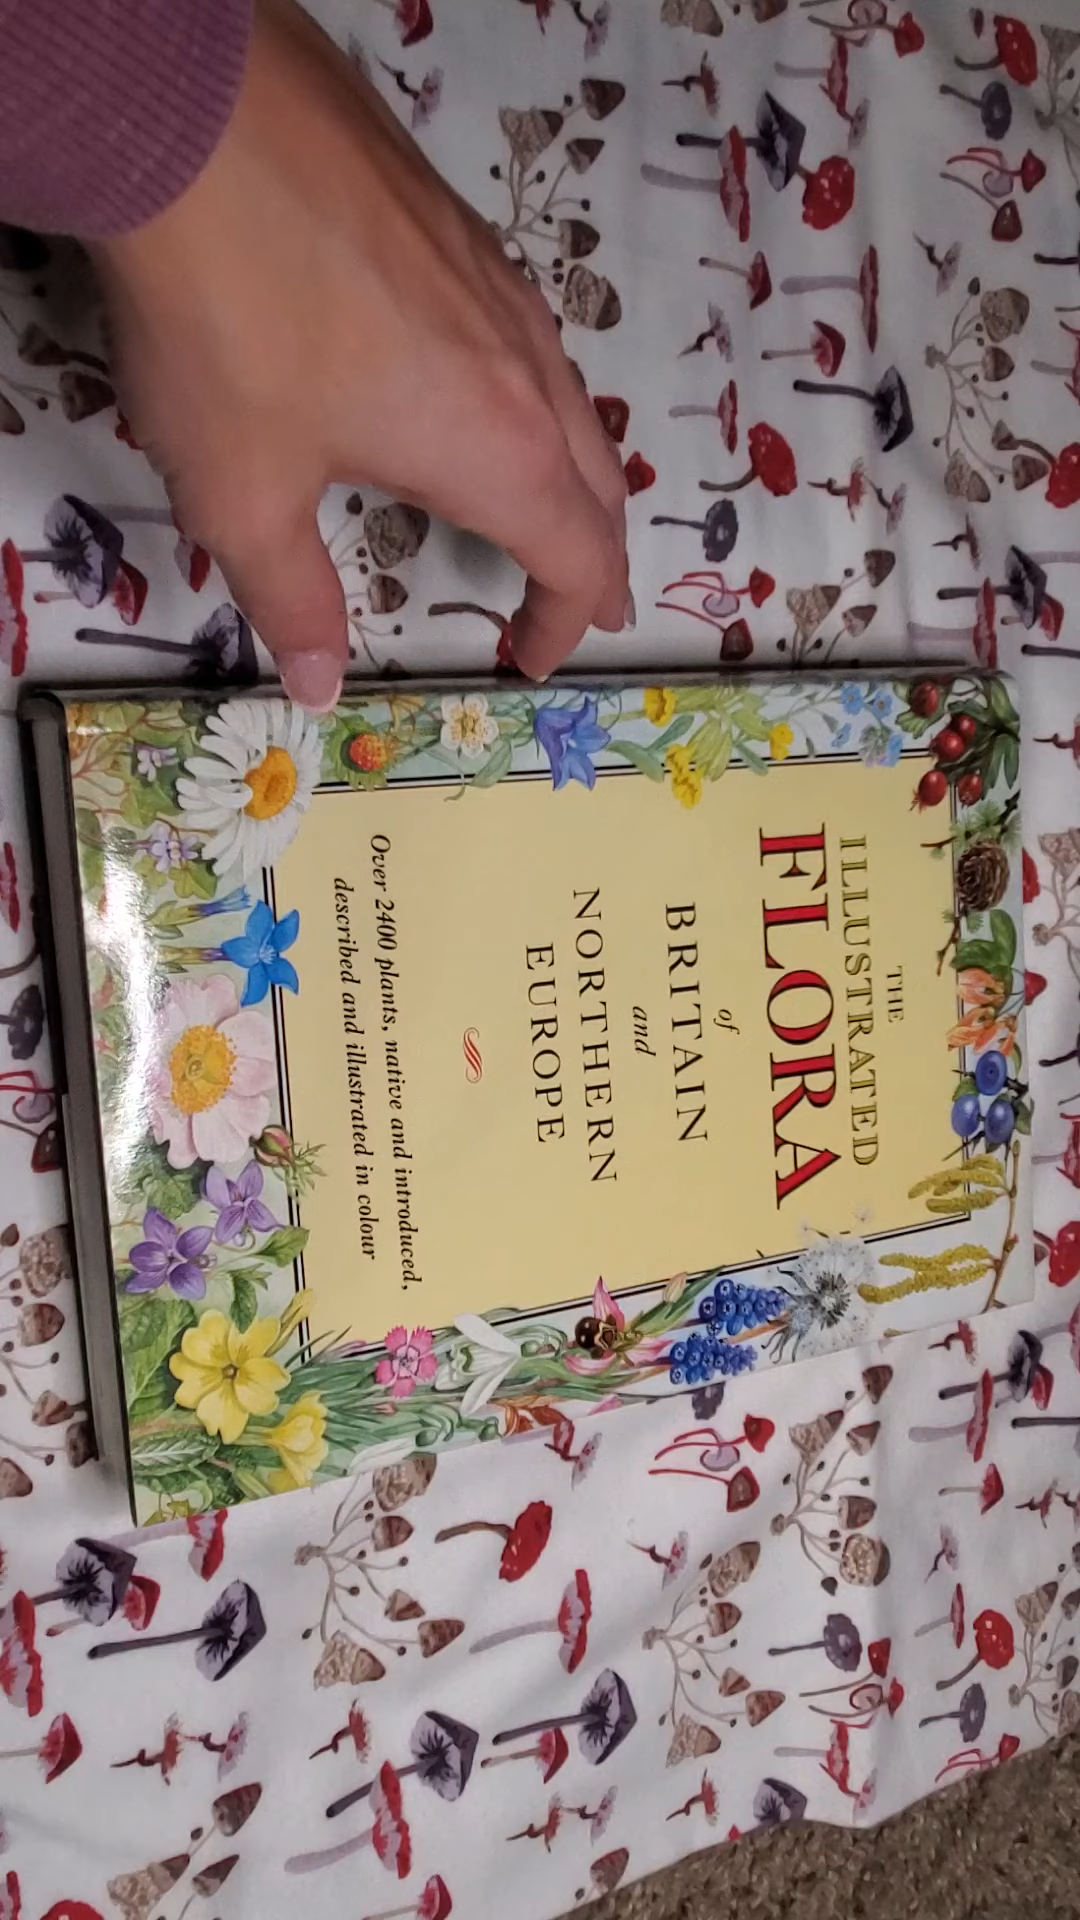 THE
ILLUSTRATED
FLORA
of
BRITAIN
and
NORTHERN
EUROPE
Over 2400 plants, native and introduced,
described and illustrated in colour